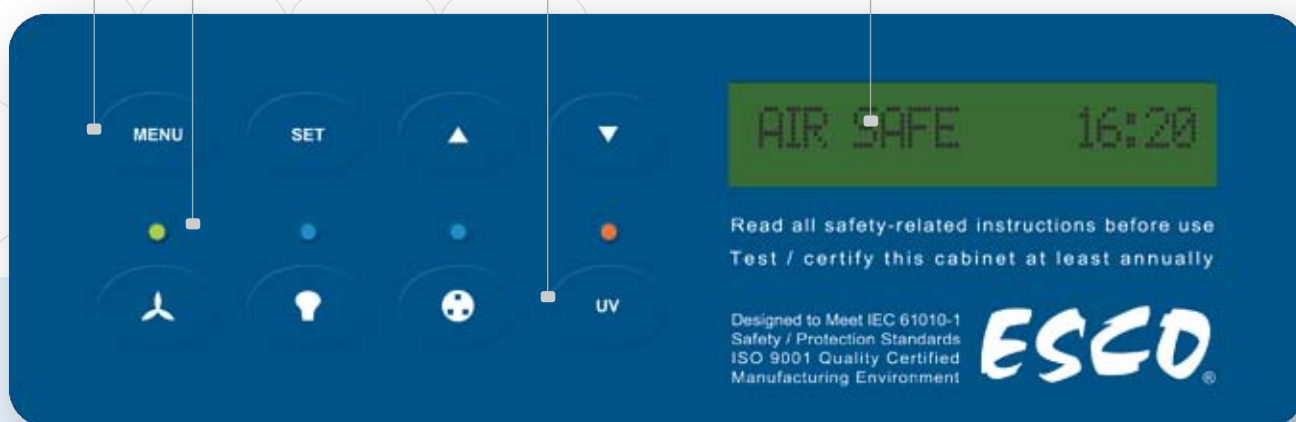 MENU SET ▲ ▼
UV
AIR SAFE 16:20
Read all safety-related instructions before use
Test / certify this cabinet at least annually
Designed to Meet IEC 61010-1
Safety / Protection Standards
ISO 9001 Quality Certified
Manufacturing Environment
ESCO®